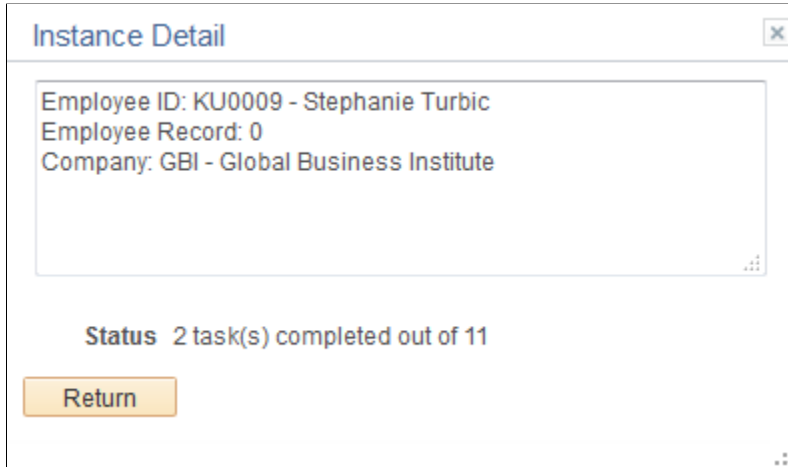 Instance Detail
Employee ID: KU0009 - Stephanie Turbic
Employee Record: 0
Company: GBI - Global Business Institute
Status 2 task(s) completed out of 11
Return